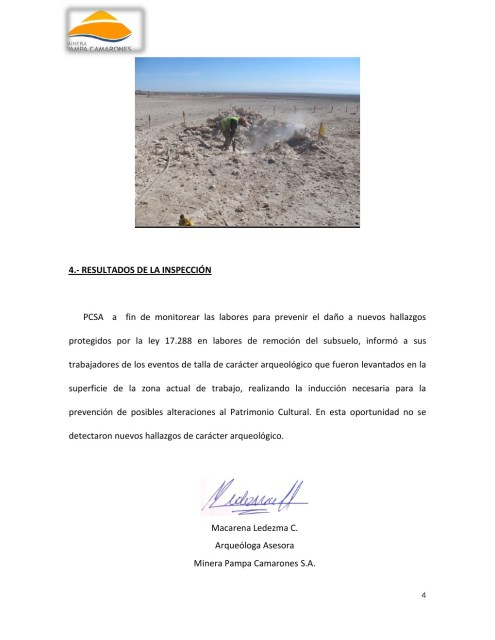 MINERA
PAMPA CAMARONES
4.- RESULTADOS DE LA INSPECCIÓN
PCSA a fin de monitorear las labores para prevenir el daño a nuevos hallazgos
protegidos por la ley 17.288 en labores de remoción del subsuelo, informó a sus
trabajadores de los eventos de talla de carácter arqueológico que fueron levantados en la
superficie de la zona actual de trabajo, realizando la inducción necesaria para la
prevención de posibles alteraciones al Patrimonio Cultural. En esta oportunidad no se
detectaron nuevos hallazgos de carácter arqueológico.
Macarena Ledezma C.
Arqueóloga Asesora
Minera Pampa Camarones S.A.
4